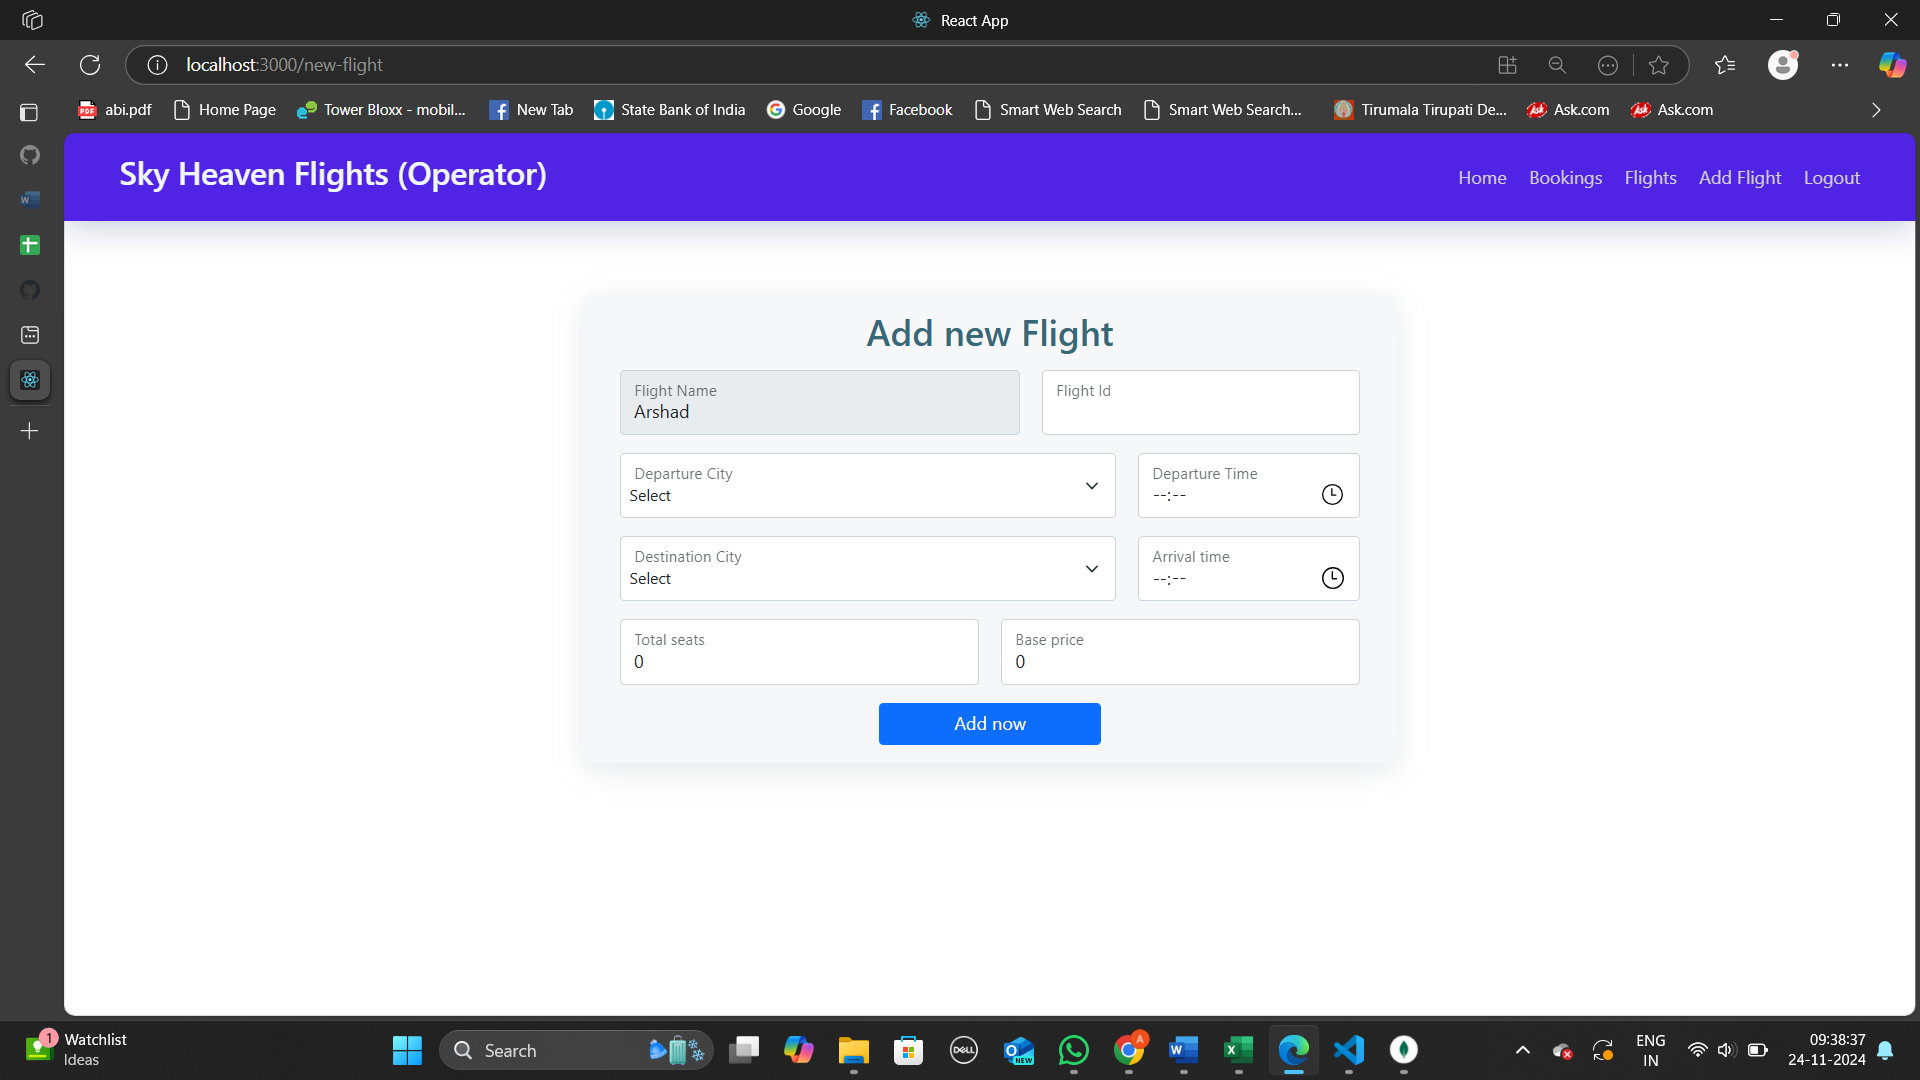 React App
localhost:3000/new-flight
abi.pdf
Home Page
Tower Bloxx - mobil...
New Tab
State Bank of India
Google
Facebook
Smart Web Search
Smart Web Search...
Tirumala Tirupati De...
Ask.com
Ask.com
Sky Heaven Flights (Operator)
Home
Bookings
Flights
Add Flight
Logout
Add new Flight
Flight Name
Arshad
Flight Id
Departure City
Select
Departure Time
--:--
Destination City
Select
Arrival time
--:--
Total seats
0
Base price
0
Add now
1
Watchlist
Ideas
Search
DELL
NEW
A
ENG
IN
09:38:37
24-11-2024